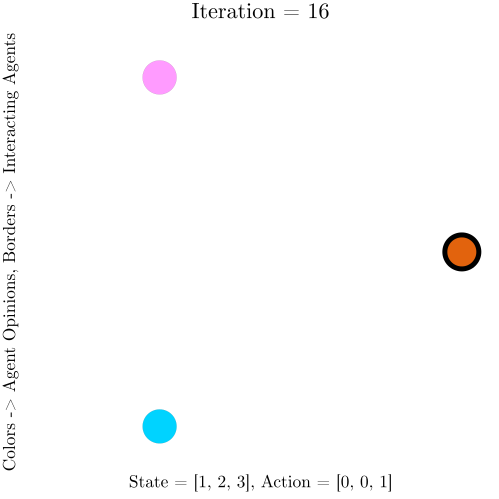 Iteration = 16
Colors -> Agent Opinions, Borders -> Interacting Agents
State = [1, 2, 3], Action = [0, 0, 1]